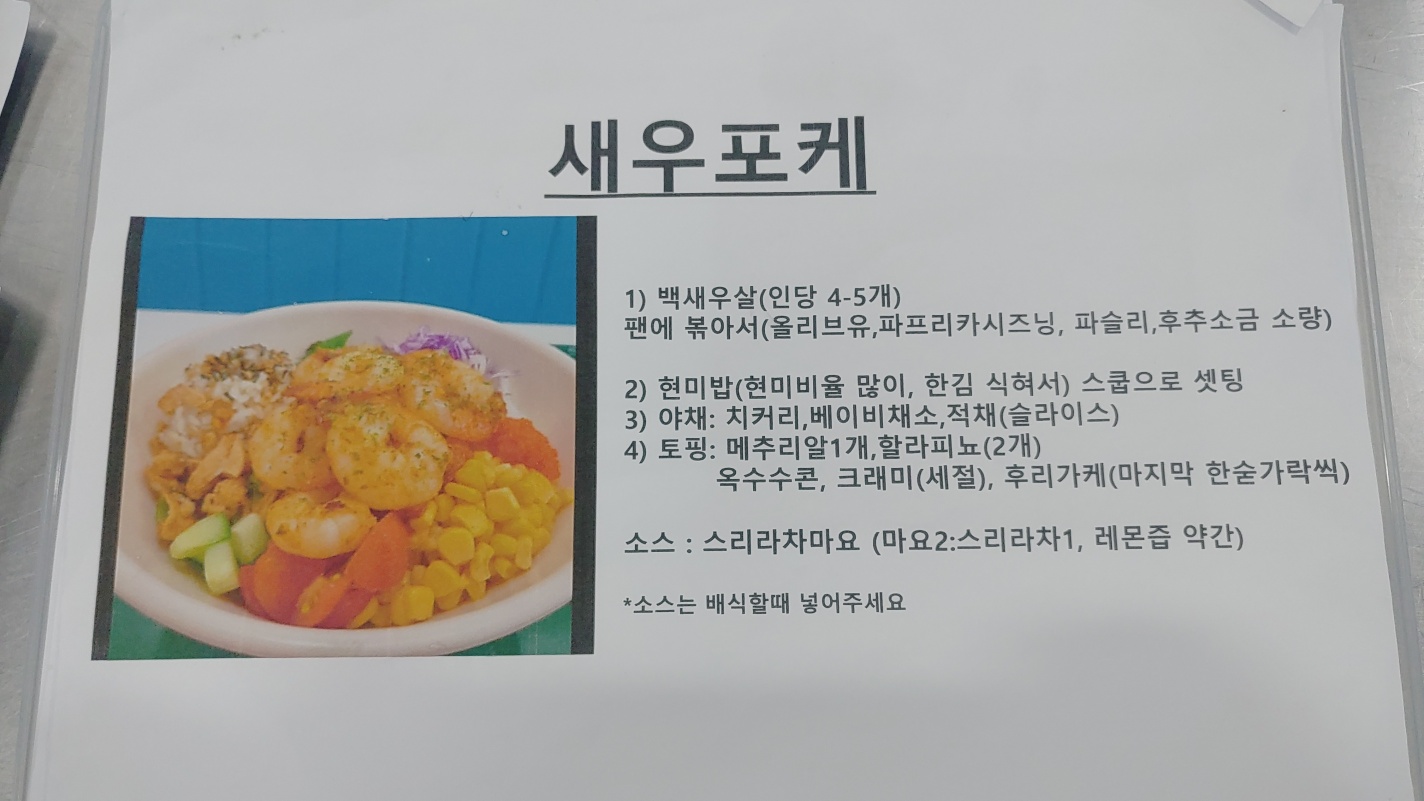 새우포케
1) 백새우살(인당 4-5개)
팬에 볶아서(올리브유,파프리카시즈닝, 파슬리,후추소금 소량)
2) 현미밥(현미비율 많이, 한김 식혀서) 스쿱으로 셋팅
3) 야채: 치커리,베이비채소,적채(슬라이스)
4) 토핑: 메추리알1개,할라피뇨(2개)
옥수수콘, 크래미(세절), 후리가케(마지막 한숟가락씩)
소스 : 스리라차마요 (마요2:스리라차1, 레몬즙 약간)
*소스는 배식할때 넣어주세요